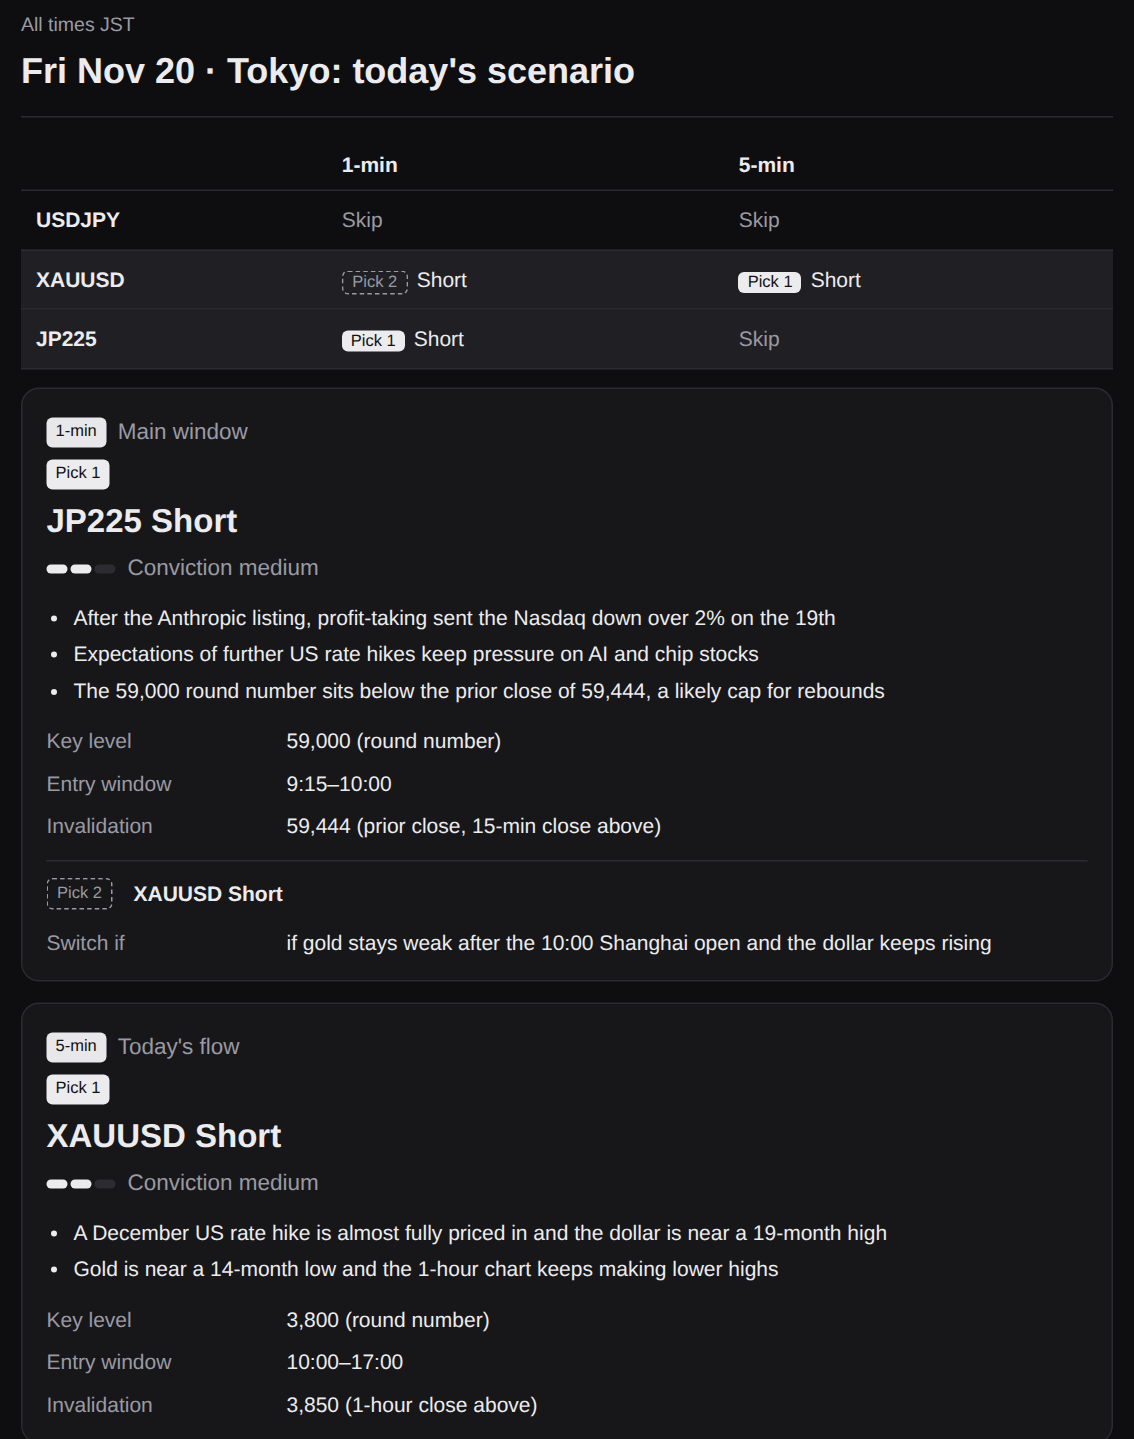 All times JST
Fri Nov 20 · Tokyo: today's scenario
1-min 5-min
USDJPY Skip Skip
XAUUSD Pick 2 Short Pick 1 Short
JP225 Pick 1 Short Skip
1-min Main window
Pick 1
JP225 Short
Conviction medium
• After the Anthropic listing, profit-taking sent the Nasdaq down over 2% on the 19th
• Expectations of further US rate hikes keep pressure on AI and chip stocks
• The 59,000 round number sits below the prior close of 59,444, a likely cap for rebounds
Key level 59,000 (round number)
Entry window 9:15–10:00
Invalidation 59,444 (prior close, 15-min close above)
Pick 2 XAUUSD Short
Switch if if gold stays weak after the 10:00 Shanghai open and the dollar keeps rising
5-min Today's flow
Pick 1
XAUUSD Short
Conviction medium
• A December US rate hike is almost fully priced in and the dollar is near a 19-month high
• Gold is near a 14-month low and the 1-hour chart keeps making lower highs
Key level 3,800 (round number)
Entry window 10:00–17:00
Invalidation 3,850 (1-hour close above)